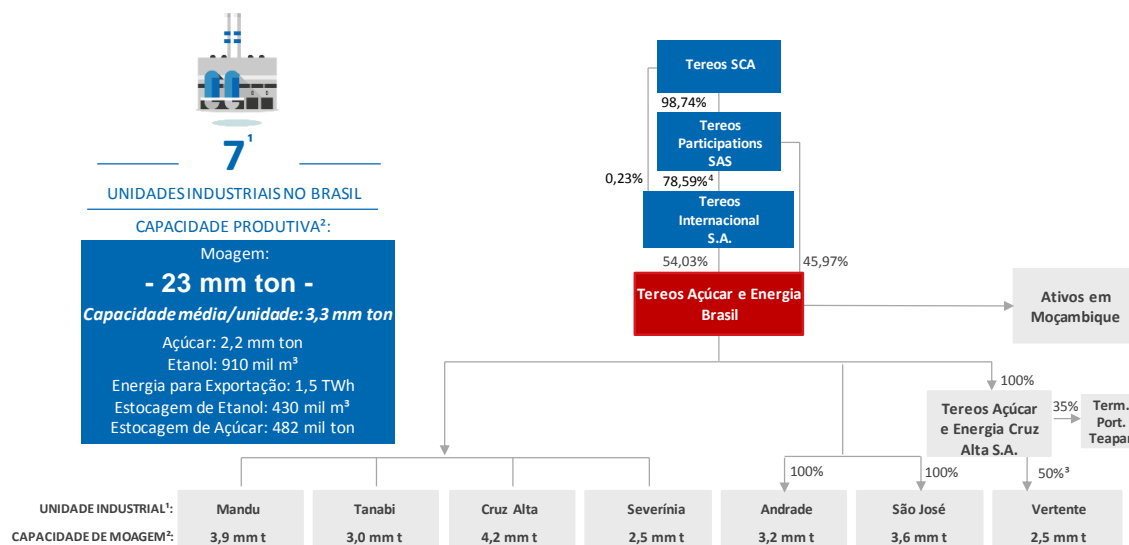 7¹
UNIDADES INDUSTRIAIS NO BRASIL
CAPACIDADE PRODUTIVA²:
Moagem:
- 23 mm ton -
Capacidade média/unidade: 3,3 mm ton
Açúcar: 2,2 mm ton
Etanol: 910 mil m³
Energia para Exportação: 1,5 TWh
Estocagem de Etanol: 430 mil m³
Estocagem de Açúcar: 482 mil ton
Tereos SCA
98,74%
Tereos
Participations
SAS
0,23%
78,59%⁴
Tereos
Internacional
S.A.
54,03%
45,97%
Tereos Açúcar e Energia
Brasil
Ativos em
Moçambique
100%
Tereos Açúcar
e Energia Cruz
Alta S.A.
35%
Term.
Port.
Teapar
100%
100%
50%³
UNIDADE INDUSTRIAL¹:
Mandu
Tanabi
Cruz Alta
Severínia
Andrade
São José
Vertente
CAPACIDADE DE MOAGEM²:
3,9 mm t
3,0 mm t
4,2 mm t
2,5 mm t
3,2 mm t
3,6 mm t
2,5 mm t